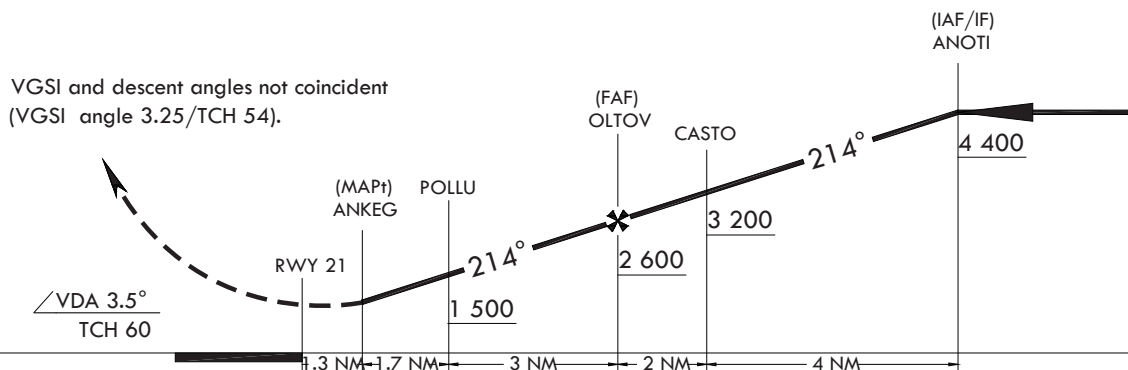 (IAF/IF)
ANOTI
VGSI and descent angles not coincident
(VGSI angle 3.25/TCH 54).
(FAF)
OLTOV
CASTO
214°
4 400
(MAPt)
ANKEG
POLLU
3 200
214°
2 600
RWY 21
1 500
VDA 3.5°
TCH 60
1.3 NM
1.7 NM
3 NM
2 NM
4 NM